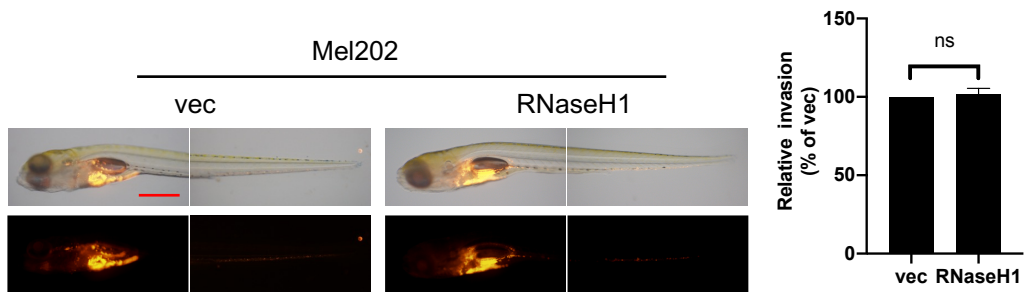 Mel202
vec
RNaseH1
150
100
50
0
Relative invasion
(% of vec)
ns
vec RNaseH1